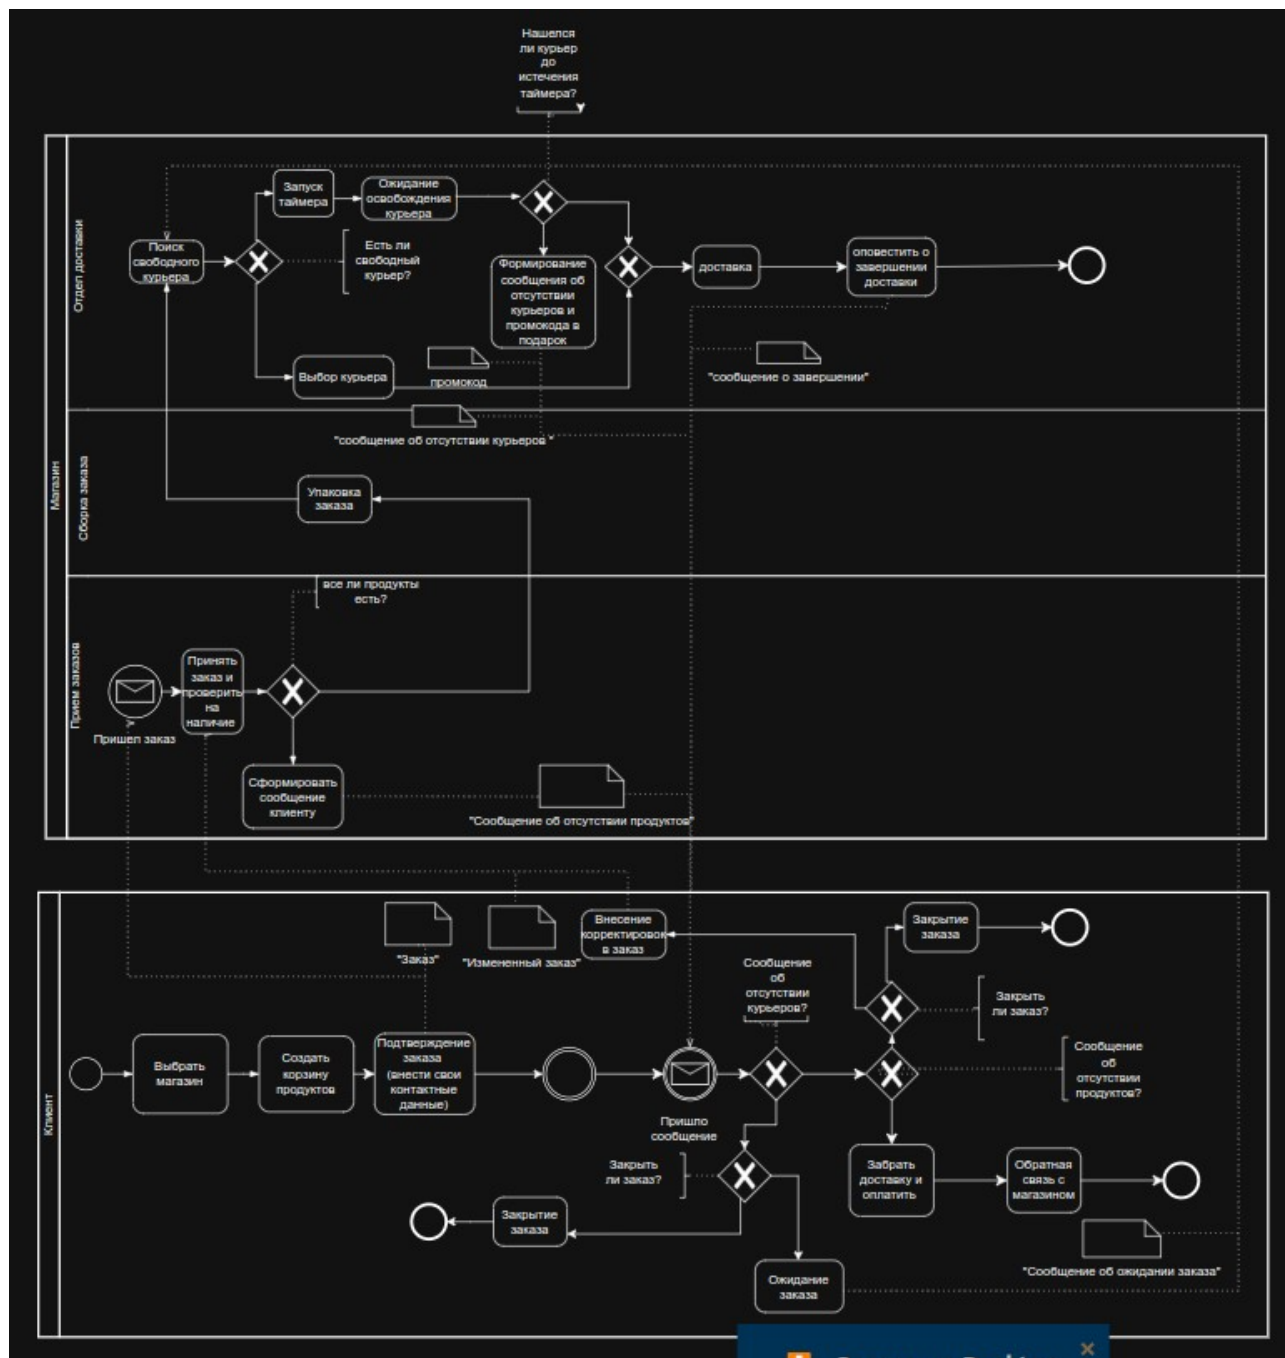 Нашелся
ли курьер
до
истечения
таймера?
Магазин
Отдел доставки
Запуск
таймера
Ожидание
освобождения
курьера
Поиск
свободного
курьера
Есть ли
свободный
курьер?
Формирование
сообщения об
отсутствии
курьеров и
промокода в
подарок
доставка
оповестить о
завершении
доставки
Выбор курьера
промокод
"сообщение о завершении"
Сборка заказа
"сообщение об отсутствии курьеров "
Упаковка
заказа
Прием заказов
все ли продукты
есть?
Пришел заказ
Принять
заказ и
проверить
на
наличие
Сформировать
сообщение
клиенту
"Сообщение об отсутствии продуктов"
Клиент
"Заказ"
"Измененный заказ"
Внесение
корректировок
в заказ
Закрытие
заказа
Сообщение
об
отсутствии
курьеров?
Закрыть
ли заказ?
Сообщение
об
отсутствии
продуктов?
Выбрать
магазин
Создать
корзину
продуктов
Подтверждение
заказа
(внести свои
контактные
данные)
Пришло
сообщение
Закрыть
ли заказ?
Забрать
доставку и
оплатить
Обратная
связь с
магазином
Закрытие
заказа
Ожидание
заказа
"Сообщение об ожидании заказа"